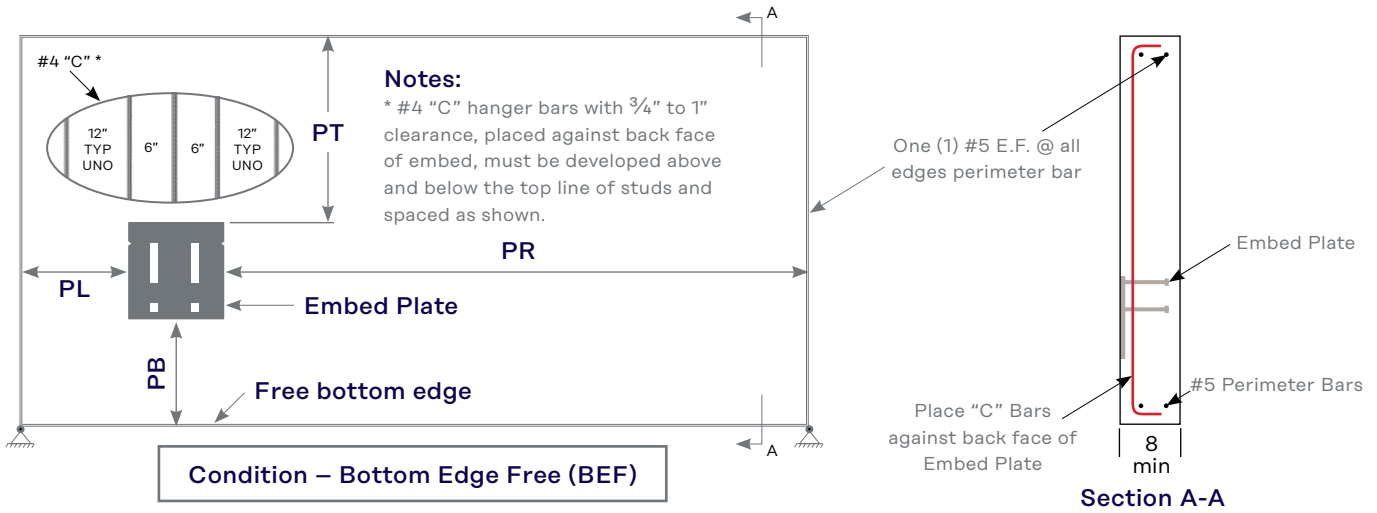 A
#4 “C” *
12”
TYP
UNO
6”
6”
12”
TYP
UNO
PT
Notes:
* #4 “C” hanger bars with ¾” to 1”
clearance, placed against back face
of embed, must be developed above
and below the top line of studs and
spaced as shown.
PR
PL
Embed Plate
PB
Free bottom edge
A
Condition – Bottom Edge Free (BEF)
One (1) #5 E.F. @ all
edges perimeter bar
Embed Plate
#5 Perimeter Bars
Place “C” Bars
against back face of
Embed Plate
8
min
Section A-A